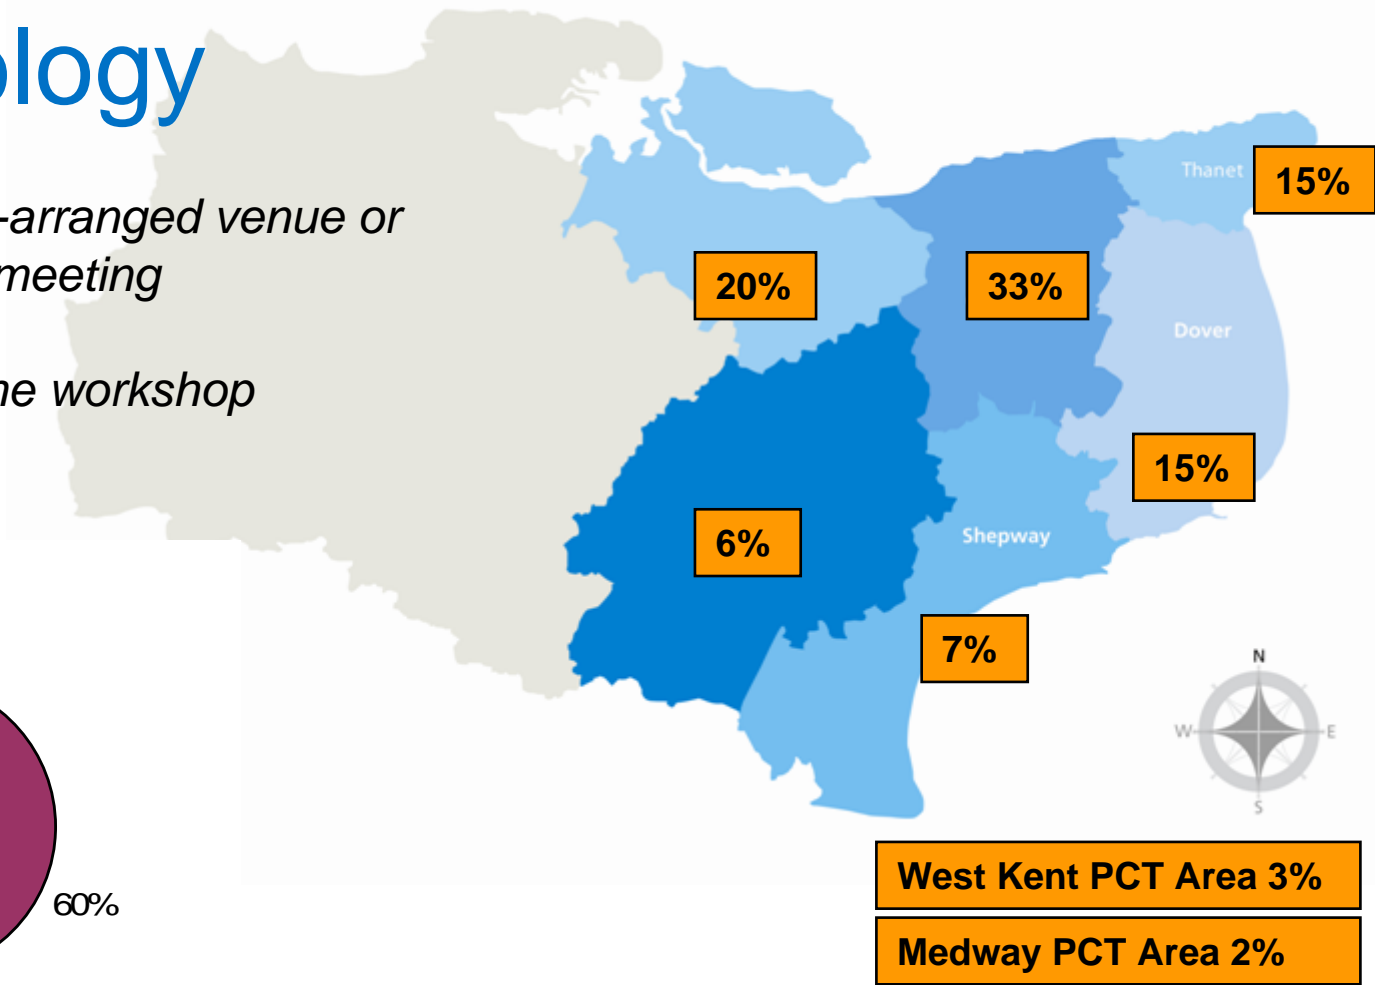 ology
-arranged venue or
meeting
ne workshop
Thanet
15%
20%
33%
Dover
15%
6%
Shepway
7%
N
W
E
S
60%
West Kent PCT Area 3%
Medway PCT Area 2%